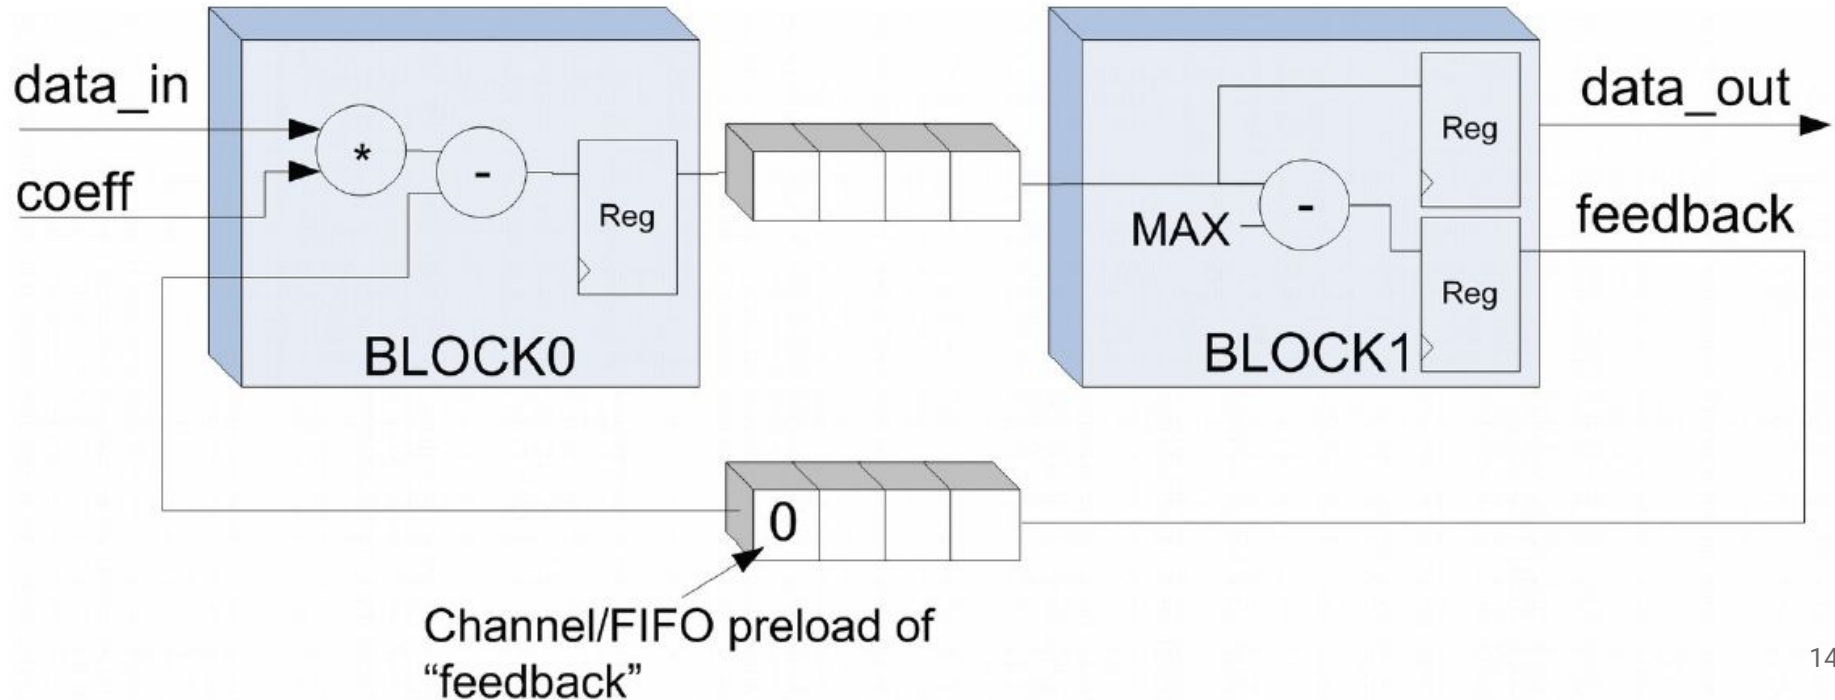 data_in
coeff
*
-
Reg
BLOCK0
MAX
-
Reg
Reg
BLOCK1
data_out
feedback
0
Channel/FIFO preload of
“feedback”
14